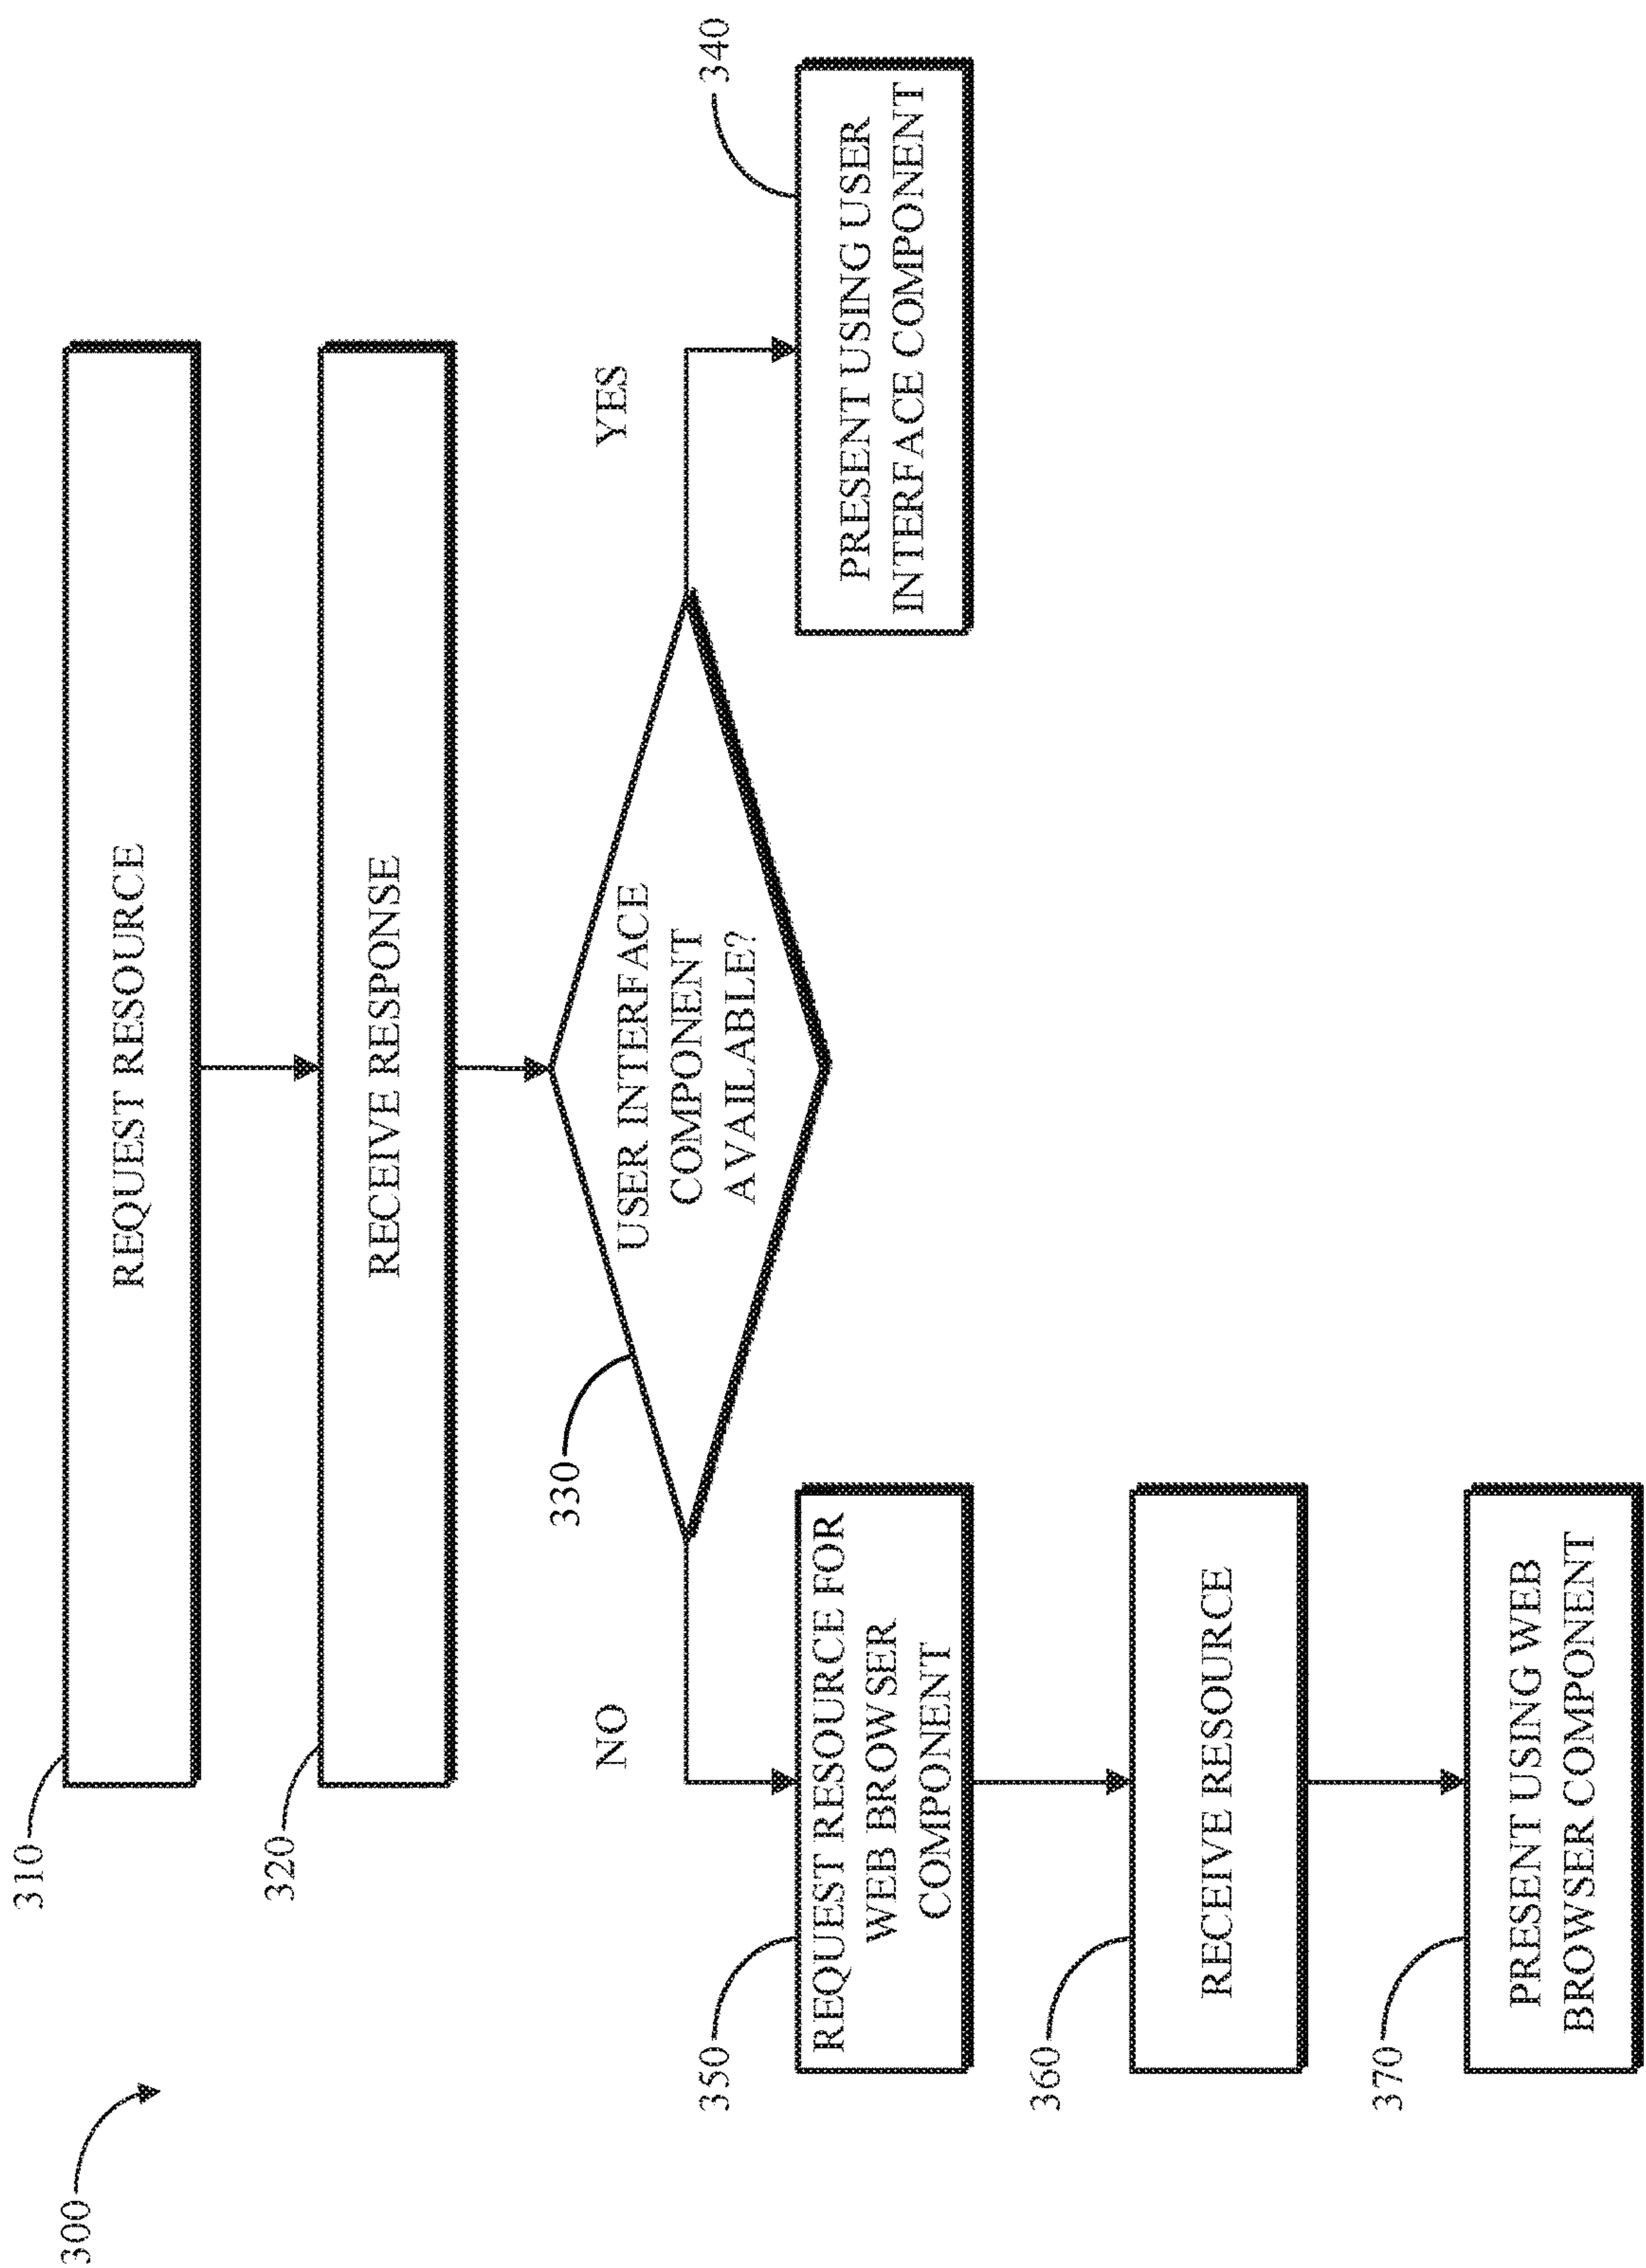 300
310
REQUEST RESOURCE
320
RECEIVE RESPONSE
330
USER INTERFACE
COMPONENT
AVAILABLE?
NO
YES
350
REQUEST RESOURCE FOR
WEB BROWSER
COMPONENT
340
PRESENT USING USER
INTERFACE COMPONENT
360
RECEIVE RESOURCE
370
PRESENT USING WEB
BROWSER COMPONENT